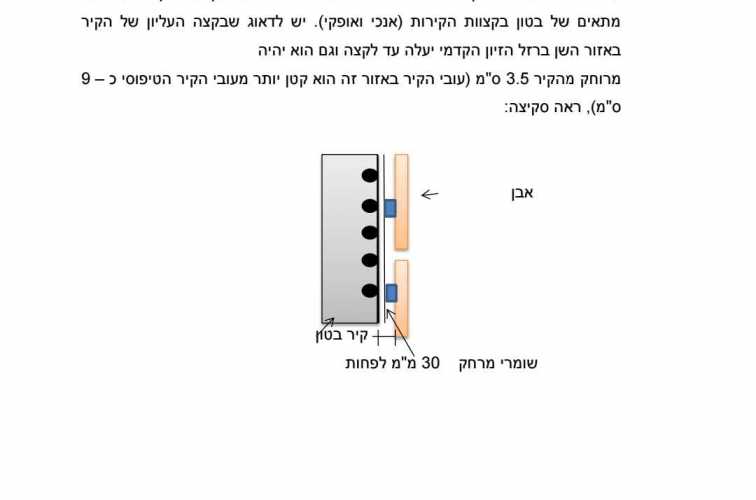 מתאים של בטון בקצוות הקירות (אנכי ואופקי). יש לדאוג שבקצה העליון של הקיר
באזור השן ברזל הזיון הקדמי יעלה עד לקצה וגם הוא יהיה
מרוחק מהקיר 3.5 ס"מ (עובי הקיר באזור זה הוא קטן יותר מעובי הקיר הטיפוסי כ – 9
ס"מ), ראה סקיצה:
אבן
קיר בטון
שומרי מרחק 30 מ"מ לפחות